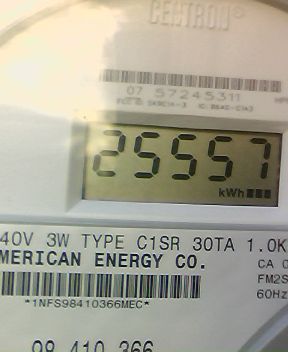 CENTRON®
07 57245311
25557
kWh
40V 3W TYPE C1SR 30TA 1.0K
MERICAN ENERGY CO.
CA 0
FM2S
60Hz
*1NFS98410366MEC*
98 410 366